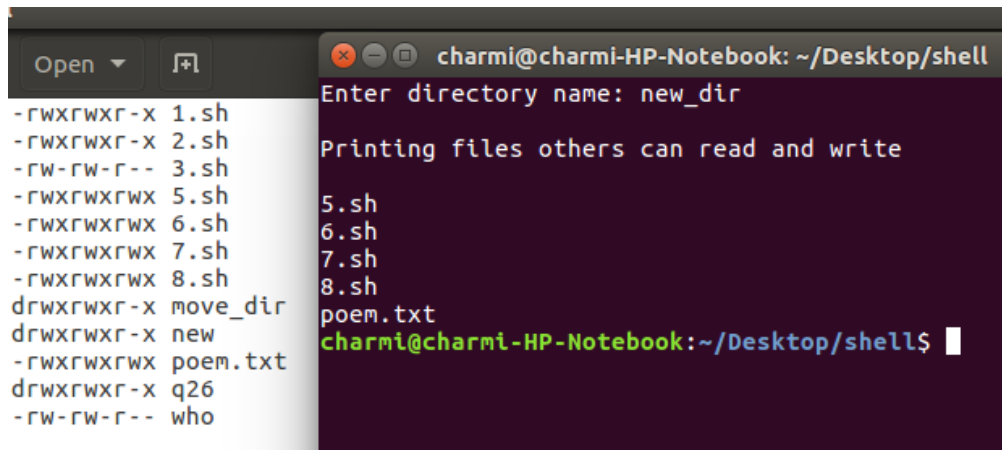 Open
-rwxrwxr-x 1.sh
-rwxrwxr-x 2.sh
-rw-rw-r-- 3.sh
-rwxrwxrwx 5.sh
-rwxrwxrwx 6.sh
-rwxrwxrwx 7.sh
-rwxrwxrwx 8.sh
drwxrwxr-x move_dir
drwxrwxr-x new
-rwxrwxrwx poem.txt
drwxrwxr-x q26
-rw-rw-r-- who
charmi@charmi-HP-Notebook: ~/Desktop/shell
Enter directory name: new_dir
Printing files others can read and write
5.sh
6.sh
7.sh
8.sh
poem.txt
charmi@charmi-HP-Notebook:~/Desktop/shell$